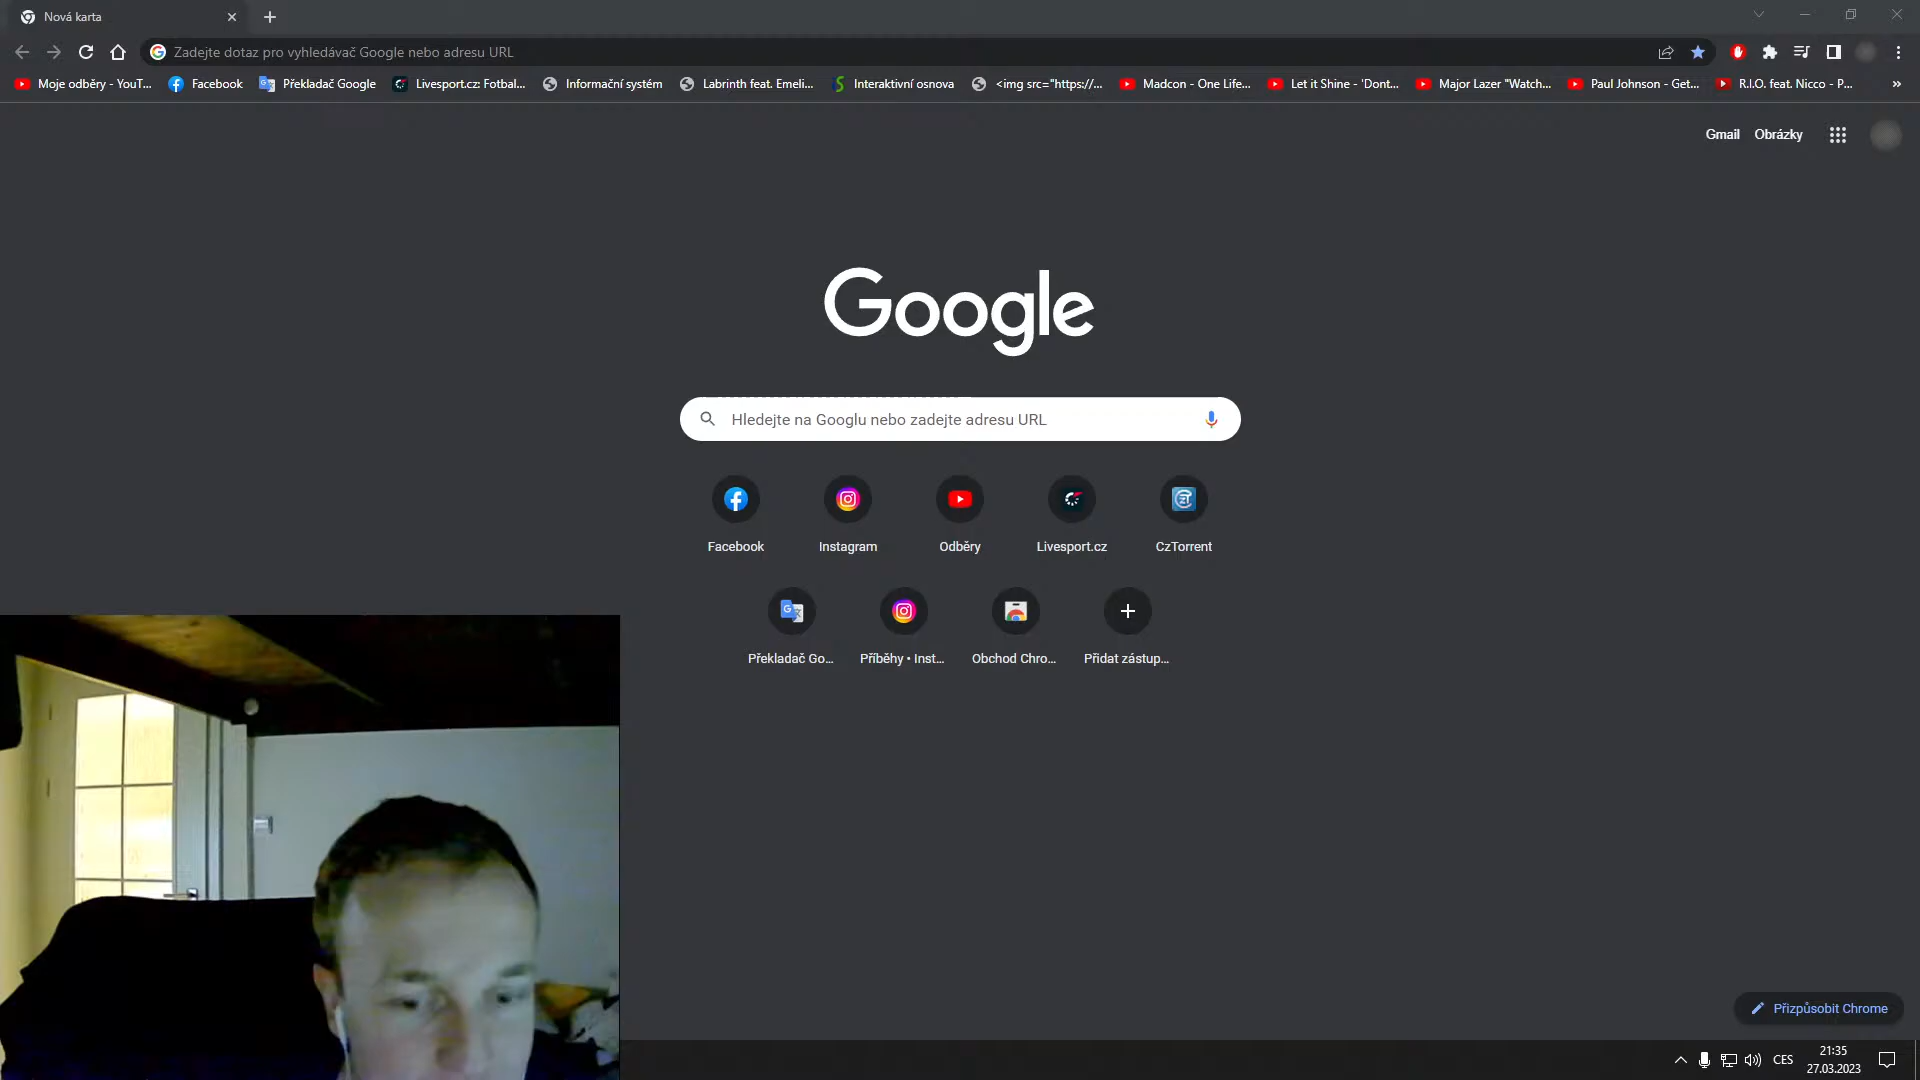 Nová karta
Zadejte dotaz pro vyhledávač Google nebo adresu URL
Moje odběry - YouT... Facebook Překladač Google Livesport.cz: Fotbal... Informační systém Labrinth feat. Emeli... Interaktivní osnova <img src="https://... Madcon - One Life... Let it Shine - 'Dont... Major Lazer "Watch... Paul Johnson - Get... R.I.O. feat. Nicco - P... »
Gmail Obrázky
Google
Hledejte na Googlu nebo zadejte adresu URL
Facebook Instagram Odběry Livesport.cz CzTorrent
Překladač Go... Příběhy • Inst... Obchod Chro... Přidat zástup...
Přizpůsobit Chrome
CES 21:35
27.03.2023